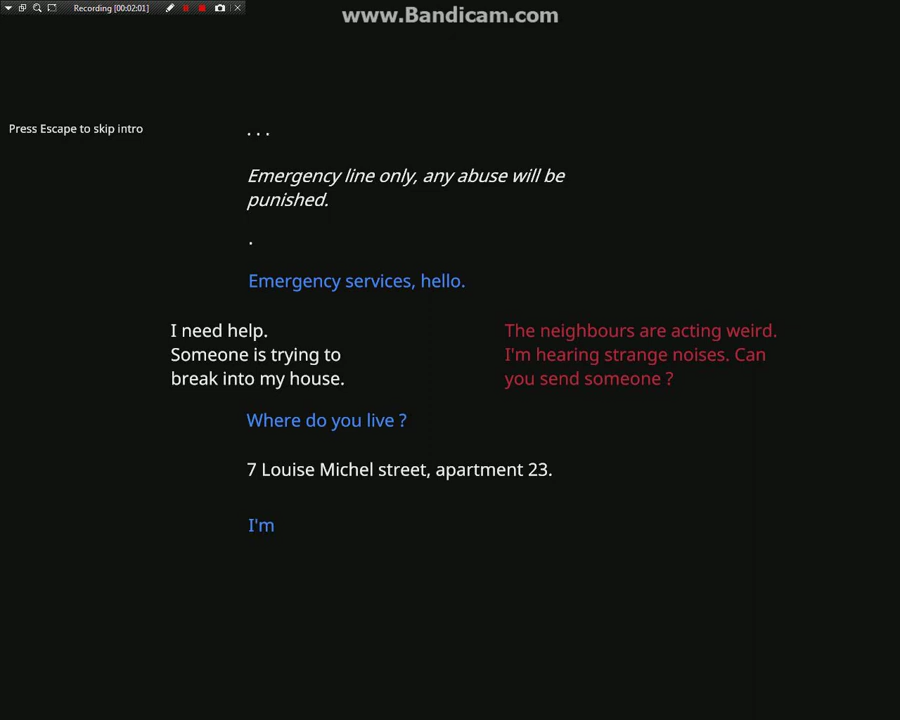 Recording [00:02:01]
www.Bandicam.com
Press Escape to skip intro
. . .
Emergency line only, any abuse will be
punished.
.
Emergency services, hello.
I need help.
Someone is trying to
break into my house.
The neighbours are acting weird.
I'm hearing strange noises. Can
you send someone ?
Where do you live ?
7 Louise Michel street, apartment 23.
I'm